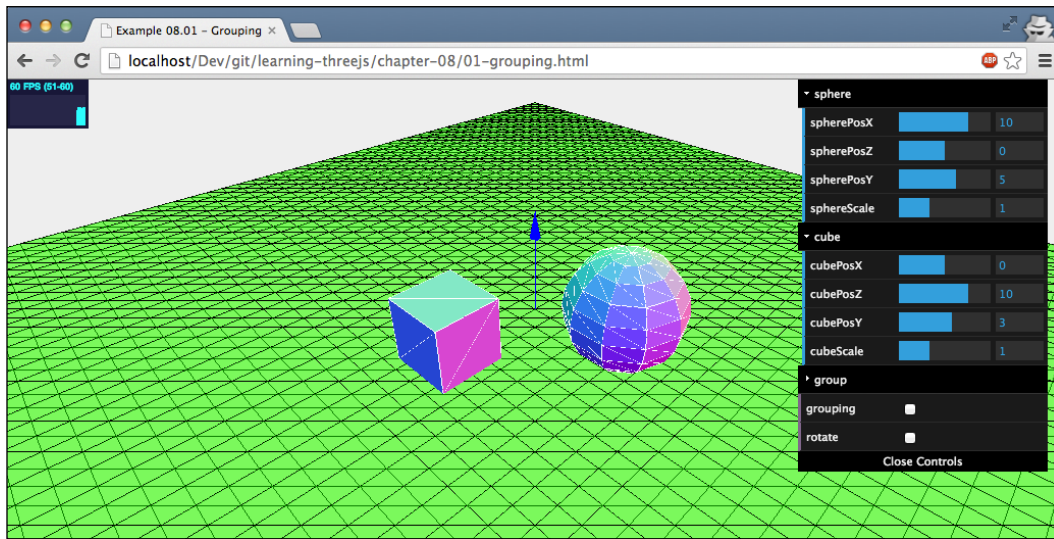 Example 08.01 - Grouping
localhost/Dev/git/learning-threejs/chapter-08/01-grouping.html
ABP
60 FPS (51-60)
sphere
spherePosX 10
spherePosZ 0
spherePosY 5
sphereScale 1
cube
cubePosX 0
cubePosZ 10
cubePosY 3
cubeScale 1
group
grouping
rotate
Close Controls